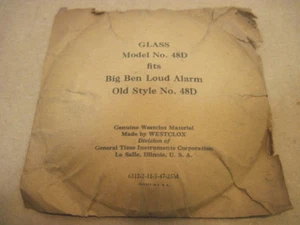 GLASS
Model No. 48D
fits
Big Ben Loud Alarm
Old Style No. 48D
Genuine Westclox Material
Made by WESTCLOX
Division of
General Time Instruments Corporation
La Salle, Illinois, U. S. A.